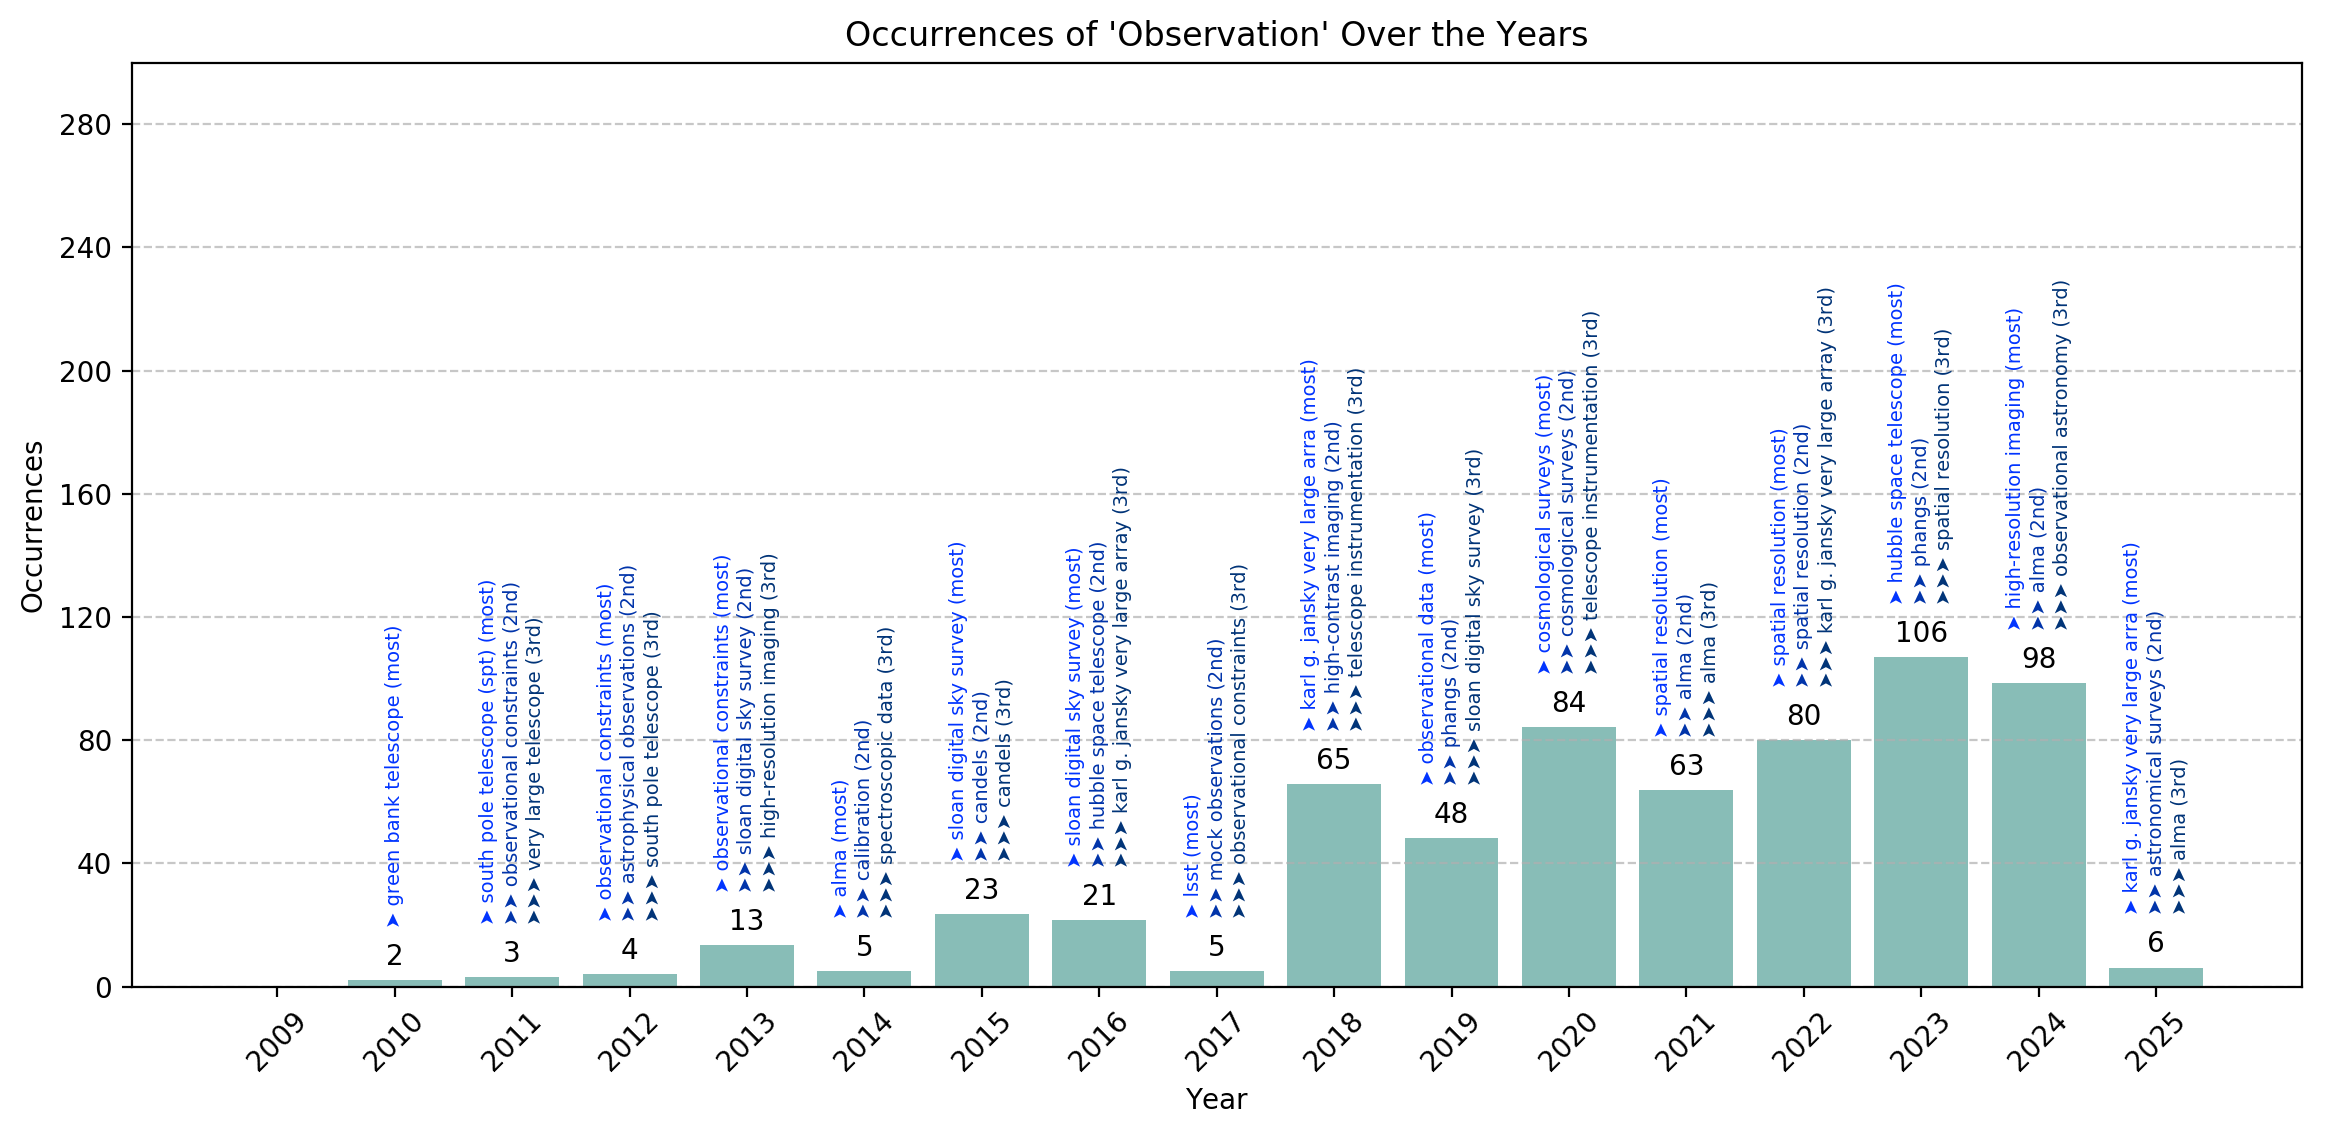 Occurrences of 'Observation' Over the Years
Occurrences
280
240
200
160
120
80
40
0
green bank telescope (most)
2
south pole telescope (spt) (most)
observational constraints (2nd)
very large telescope (3rd)
3
observational constraints (most)
astrophysical observations (2nd)
south pole telescope (3rd)
4
observational constraints (most)
sloan digital sky survey (2nd)
high-resolution imaging (3rd)
13
alma (most)
calibration (2nd)
spectroscopic data (3rd)
5
sloan digital sky survey (most)
candels (2nd)
candels (3rd)
23
sloan digital sky survey (most)
hubble space telescope (2nd)
karl g. jansky very large array (3rd)
21
lsst (most)
mock observations (2nd)
observational constraints (3rd)
5
karl g. jansky very large arra (most)
high-contrast imaging (2nd)
telescope instrumentation (3rd)
65
observational data (most)
phangs (2nd)
sloan digital sky survey (3rd)
48
cosmological surveys (most)
cosmological surveys (2nd)
telescope instrumentation (3rd)
84
spatial resolution (most)
alma (2nd)
alma (3rd)
63
spatial resolution (most)
spatial resolution (2nd)
karl g. jansky very large array (3rd)
80
hubble space telescope (most)
phangs (2nd)
spatial resolution (3rd)
106
high-resolution imaging (most)
alma (2nd)
observational astronomy (3rd)
98
karl g. jansky very large arra (most)
astronomical surveys (2nd)
alma (3rd)
6
2009
2010
2011
2012
2013
2014
2015
2016
2017
2018
2019
2020
2021
2022
2023
2024
2025
Year